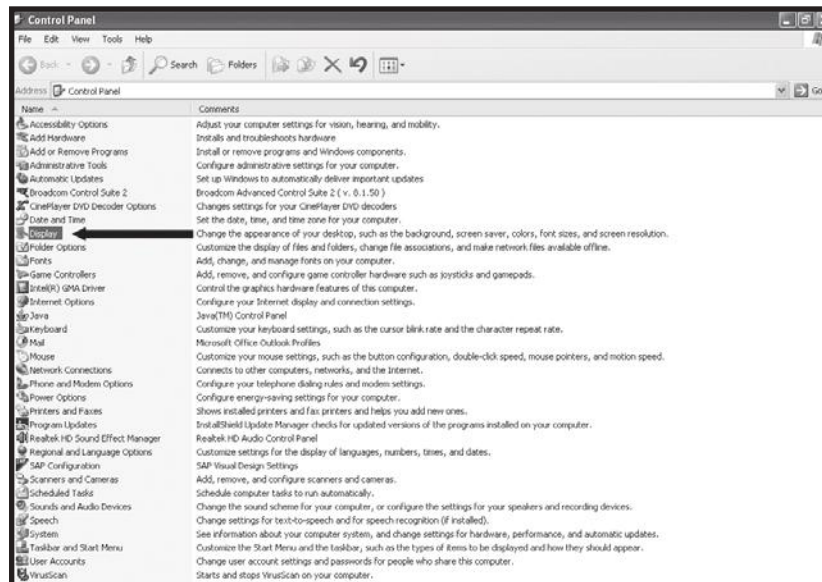 Control Panel
File Edit View Tools Help
Back Search Folders
Address Control Panel Go
Name Comments
Accessibility Options Adjust your computer settings for vision, hearing, and mobility.
Add Hardware Installs and troubleshoots hardware
Add or Remove Programs Install or remove programs and Windows components.
Administrative Tools Configure administrative settings for your computer.
Automatic Updates Set up Windows to automatically deliver important updates
Broadcom Control Suite 2 Broadcom Advanced Control Suite 2 ( v. 8.1.50 )
CinePlayer DVD Decoder Options Changes settings for your CinePlayer DVD decoders
Date and Time Set the date, time, and time zone for your computer.
Display Change the appearance of your desktop, such as the background, screen saver, colors, font sizes, and screen resolution.
Folder Options Customize the display of files and folders, change file associations, and make network files available offline.
Fonts Add, change, and manage fonts on your computer.
Game Controllers Add, remove, and configure game controller hardware such as joysticks and gamepads.
Intel(R) GMA Driver Control the graphics hardware features of this computer.
Internet Options Configure your Internet display and connection settings.
Java Java(TM) Control Panel
Keyboard Customize your keyboard settings, such as the cursor blink rate and the character repeat rate.
Mail Microsoft Office Outlook Profiles
Mouse Customize your mouse settings, such as the button configuration, double-click speed, mouse pointers, and motion speed.
Network Connections Connects to other computers, networks, and the Internet.
Phone and Modem Options Configure your telephone dialing rules and modem settings.
Power Options Configure energy-saving settings for your computer.
Printers and Faxes Shows installed printers and fax printers and helps you add new ones.
Program Updates InstallShield Update Manager checks for updated versions of the programs installed on your computer.
Realtek HD Sound Effect Manager Realtek HD Audio Control Panel
Regional and Language Options Customize settings for the display of languages, numbers, times, and dates.
SAP Configuration SAP Visual Design Settings
Scanners and Cameras Add, remove, and configure scanners and cameras.
Scheduled Tasks Schedule computer tasks to run automatically.
Sounds and Audio Devices Change the sound scheme for your computer, or configure the settings for your speakers and recording devices.
Speech Change settings for text-to-speech and for speech recognition (if installed).
System See information about your computer system, and change settings for hardware, performance, and automatic updates.
Taskbar and Start Menu Customize the Start Menu and the taskbar, such as the types of items to be displayed and how they should appear.
User Accounts Change user account settings and passwords for people who share this computer.
VirusScan Starts and stops VirusScan on your computer.